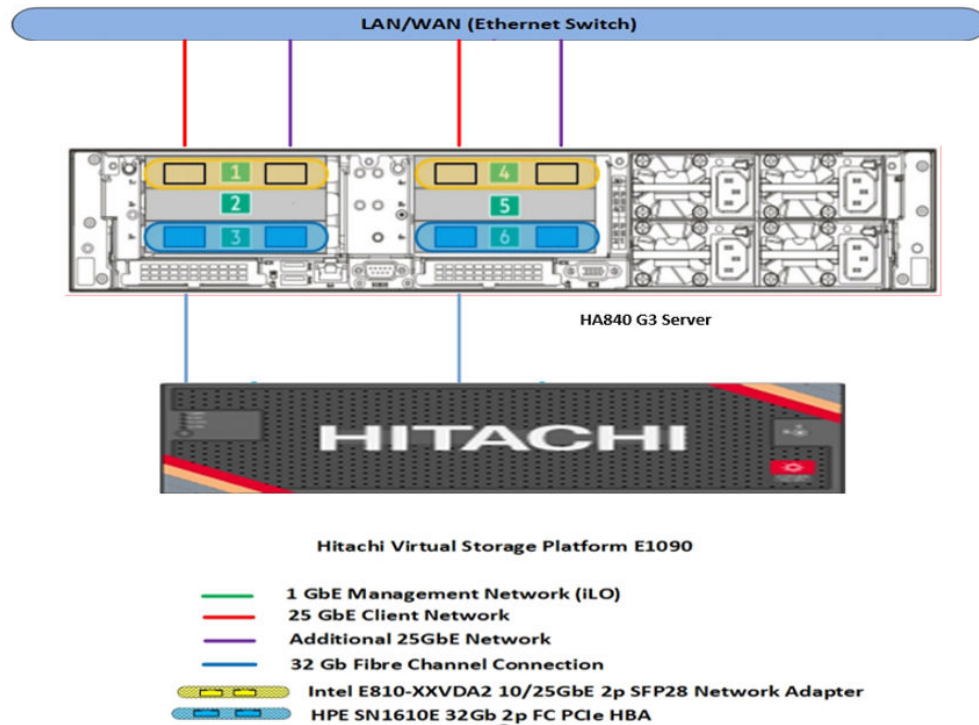 LAN/WAN (Ethernet Switch)
1
4
2
5
3
6
HA840 G3 Server
HITACHI
Hitachi Virtual Storage Platform E1090
1 GbE Management Network (iLO)
25 GbE Client Network
Additional 25GbE Network
32 Gb Fibre Channel Connection
Intel E810-XXVDA2 10/25GbE 2p SFP28 Network Adapter
HPE SN1610E 32Gb 2p FC PCIe HBA